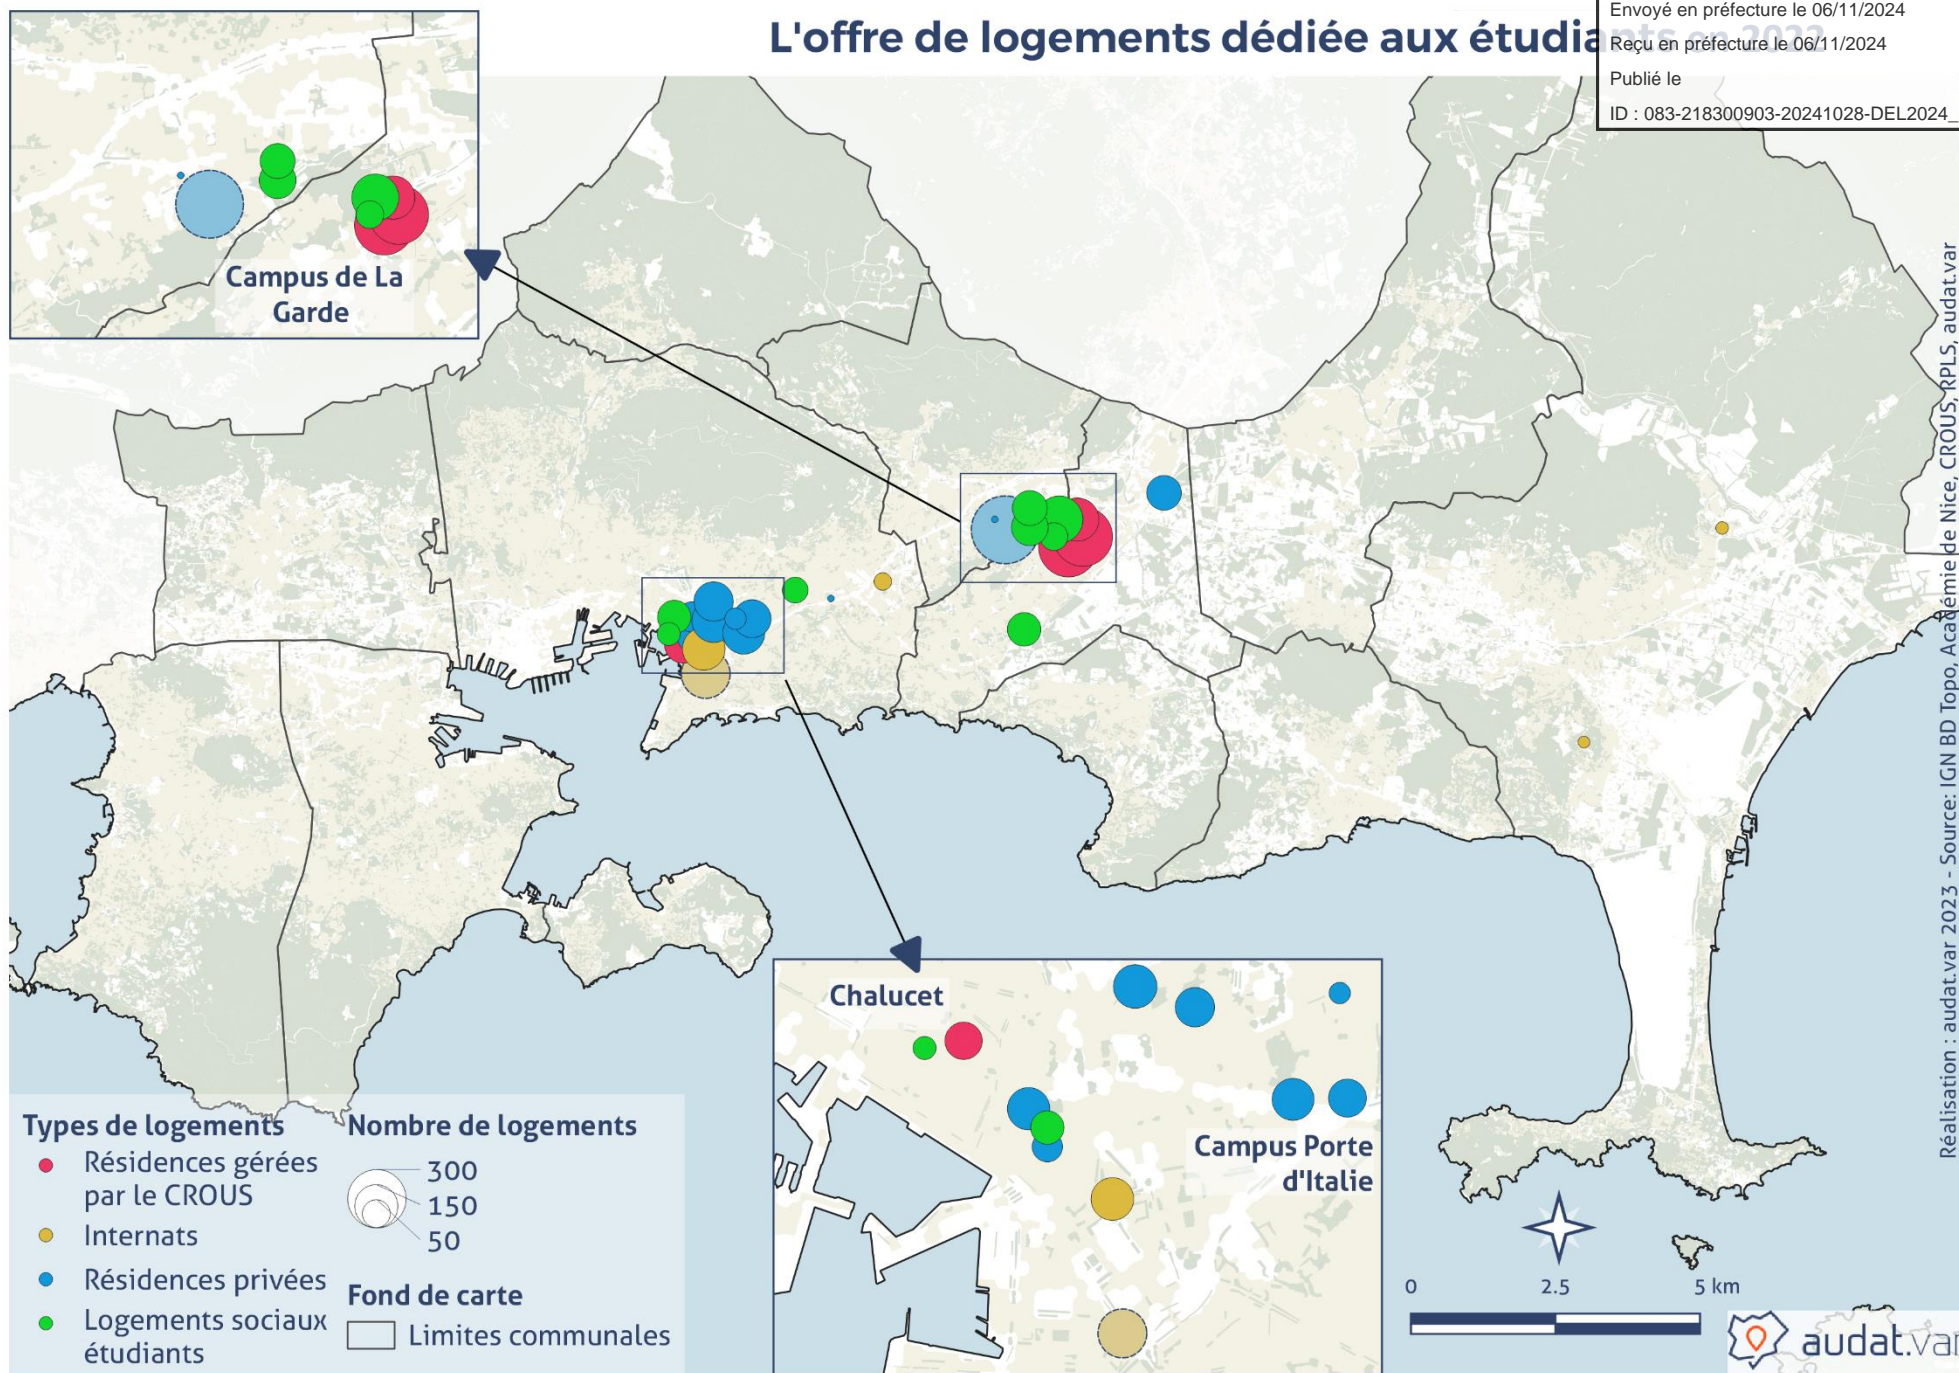 L'offre de logements dédiée aux étudiants en 2022
Envoyé en préfecture le 06/11/2024
Reçu en préfecture le 06/11/2024
Publié le
ID : 083-218300903-20241028-DEL2024_
Campus de La
Garde
Chalucet
Campus Porte
d'Italie
Types de logements
Résidences gérées
par le CROUS
Internats
Résidences privées
Logements sociaux
étudiants
Nombre de logements
300
150
50
Fond de carte
Limites communales
0 2.5 5 km
audat.var
Réalisation : audat.var 2023 - Source: IGN BD Topo, Académie de Nice, CROUS, RPLS, audat.var